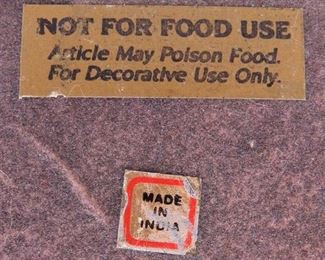 NOT FOR FOOD USE
Article May Poison Food.
For Decorative Use Only.
MADE
IN
INDIA